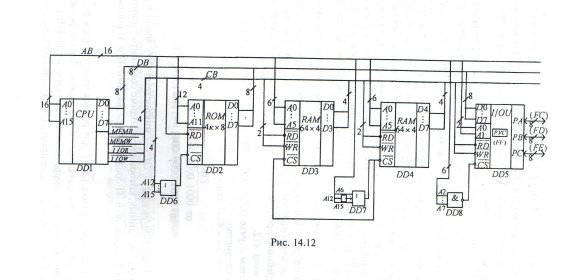 AB 16
DB
CB
8
8
4
16
A0
A15
CPU
D0
D7
MEMR
MEMW
I/OR
I/OW
DD1
4
4
12
A0
A11
RD
CS
ROM
4к×8
D0
D7
8
DD2
A12
A15
1
DD6
6
2
A0
A5
RD
WR
CS
RAM
64×4
D0
D3
4
DD3
6
2
A0
A5
RD
WR
CS
RAM
64×4
D4
D7
4
DD4
A6
A12
A15
1
DD7
8
2
D0
D7
A0
A1
RD
WR
CS
I/OU
РУС
(FF)
PA
PB
PC
(FC)
(FD)
(FE)
8
8
8
DD5
6
A2
A7
&
DD8
Рис. 14.12